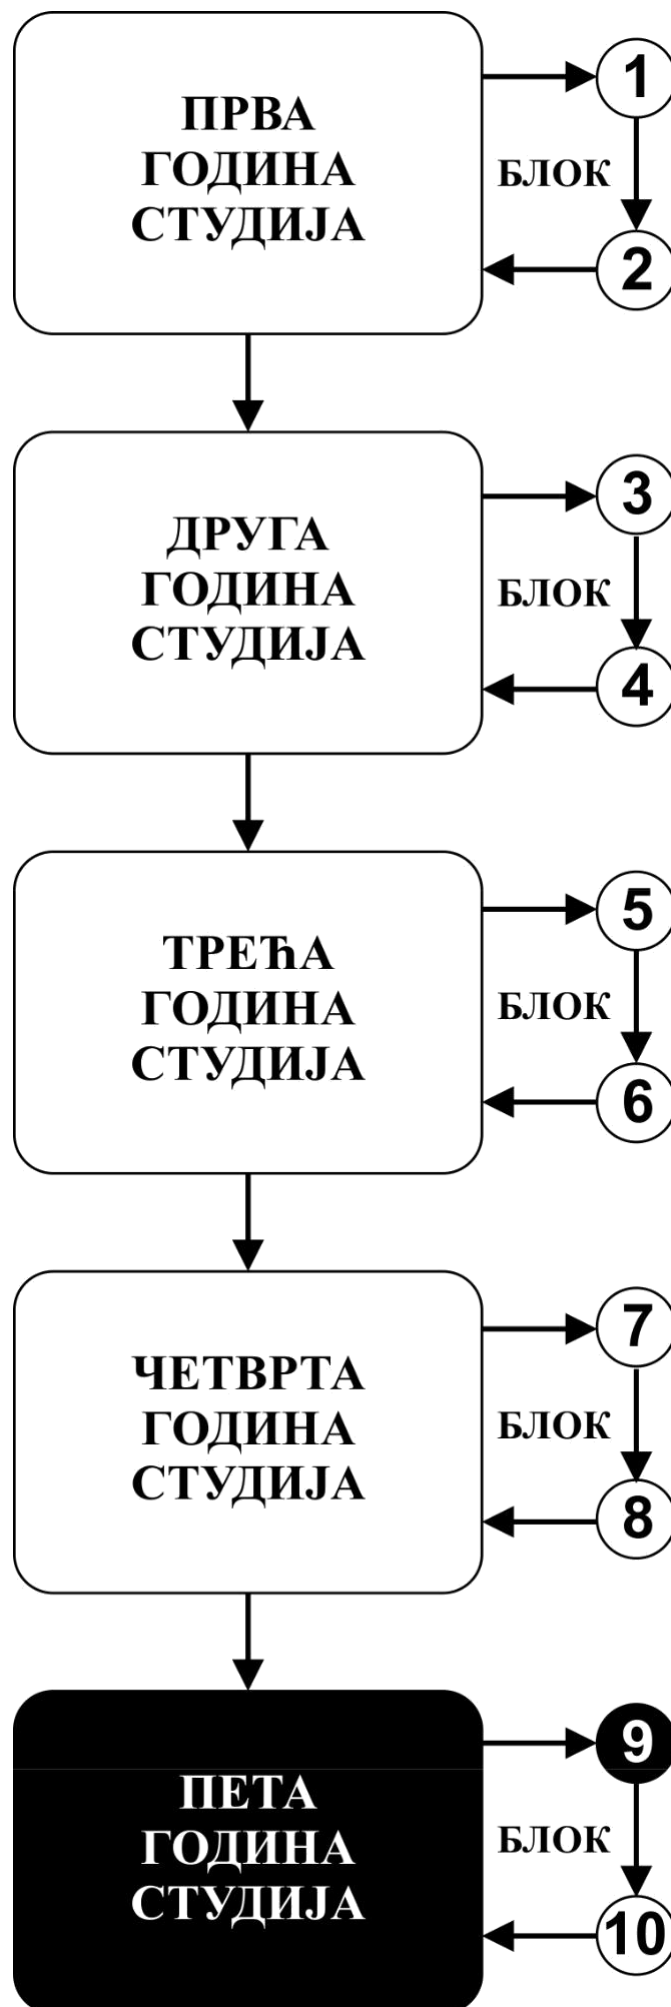 ПРВА
ГОДИНА
СТУДИЈА
1
БЛОК
2
ДРУГА
ГОДИНА
СТУДИЈА
3
БЛОК
4
ТРЕЋА
ГОДИНА
СТУДИЈА
5
БЛОК
6
ЧЕТВРТА
ГОДИНА
СТУДИЈА
7
БЛОК
8
ПЕТА
ГОДИНА
СТУДИЈА
9
БЛОК
10